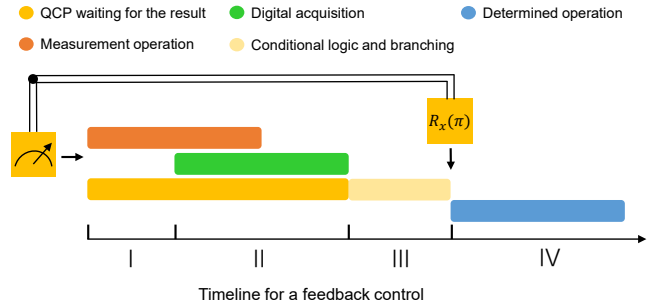 QCP waiting for the result
Digital acquisition
Determined operation
Measurement operation
Conditional logic and branching
Rx(π)
I II III IV
Timeline for a feedback control